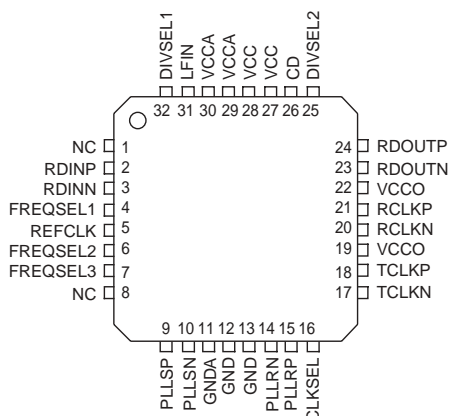 DIVSEL1 LFIN VCCA VCCA VCC VCC CD DIVSEL2
32 31 30 29 28 27 26 25
NC 1 24 RDOUTP
RDINP 2 23 RDOUTN
RDINN 3 22 VCCO
FREQSEL1 4 21 RCLKP
REFCLK 5 20 RCLKN
FREQSEL2 6 19 VCCO
FREQSEL3 7 18 TCLKP
NC 8 17 TCLKN
9 10 11 12 13 14 15 16
PLLSP PLLSN GNDA GND GND PLLRN PLLRP CLKSEL